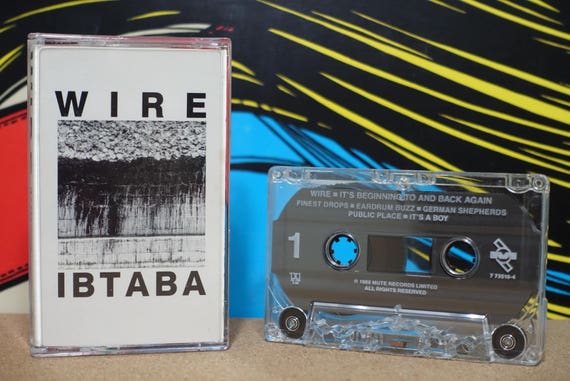 WIRE
IBTABA
WIRE ■ IT'S BEGINNING TO AND BACK AGAIN
FINEST DROPS ■ EARDRUM BUZZ ■ GERMAN SHEPHERDS
PUBLIC PLACE ■ IT'S A BOY
1
7 73516-4
℗ 1989 MUTE RECORDS LIMITED
ALL RIGHTS RESERVED